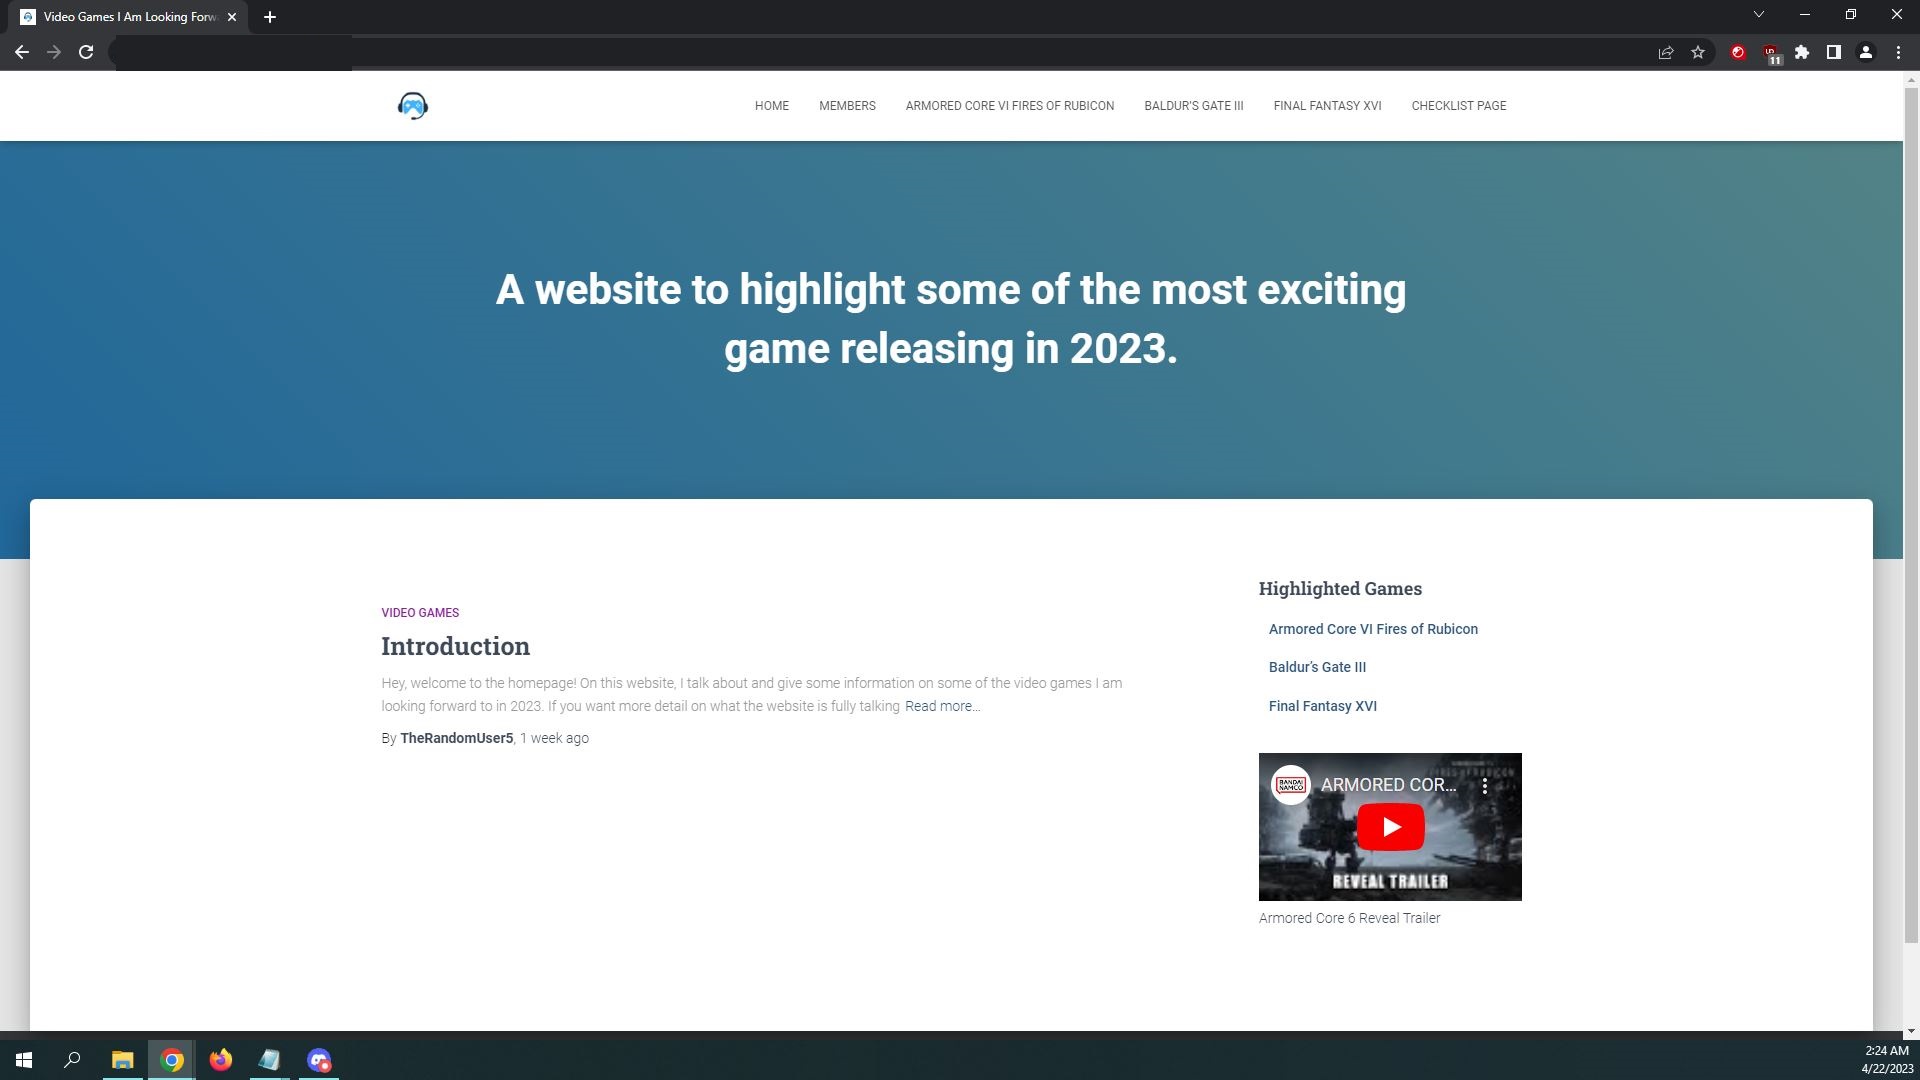 Video Games I Am Looking Forw
11
HOME MEMBERS ARMORED CORE VI FIRES OF RUBICON BALDUR'S GATE III FINAL FANTASY XVI CHECKLIST PAGE
A website to highlight some of the most exciting
game releasing in 2023.
VIDEO GAMES
Introduction
Hey, welcome to the homepage! On this website, I talk about and give some information on some of the video games I am
looking forward to in 2023. If you want more detail on what the website is fully talking Read more…
By TheRandomUser5, 1 week ago
Highlighted Games
Armored Core VI Fires of Rubicon
Baldur's Gate III
Final Fantasy XVI
BANDAI
NAMCO
ARMORED COR...
REVEAL TRAILER
Armored Core 6 Reveal Trailer
2:24 AM
4/22/2023